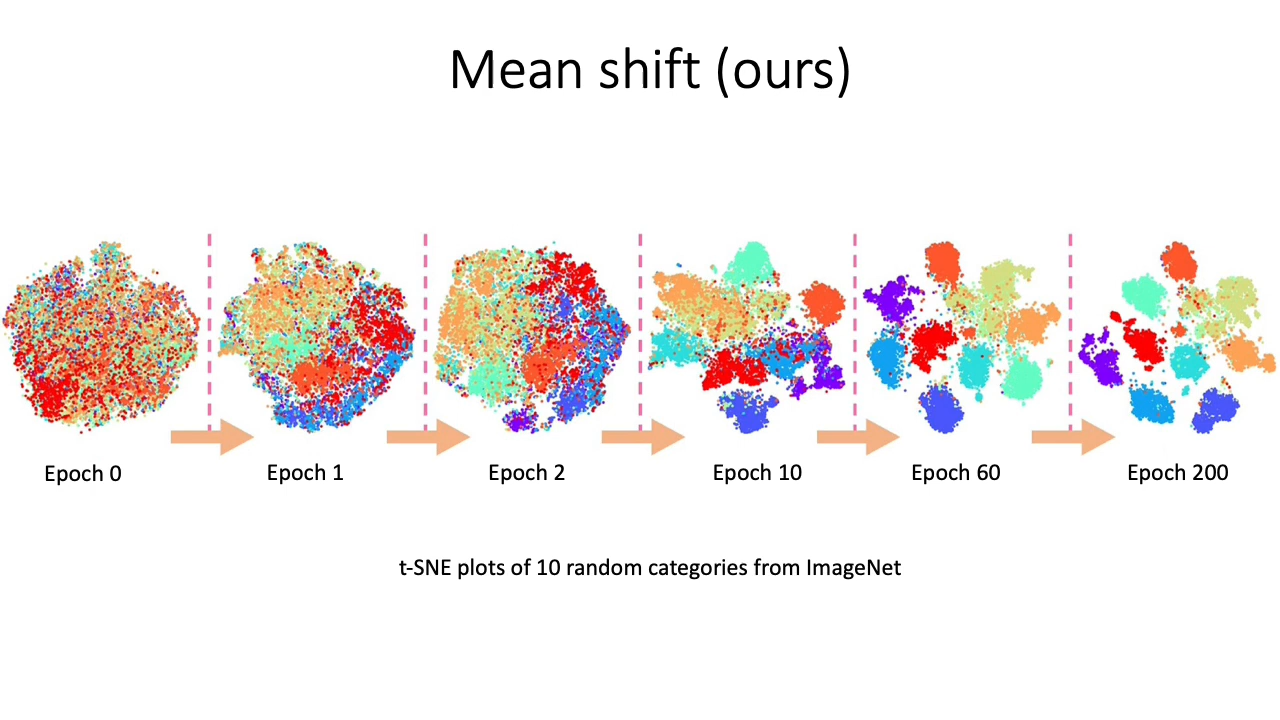 Mean shift (ours)
Epoch 0
Epoch 1
Epoch 2
Epoch 10
Epoch 60
Epoch 200
t-SNE plots of 10 random categories from ImageNet